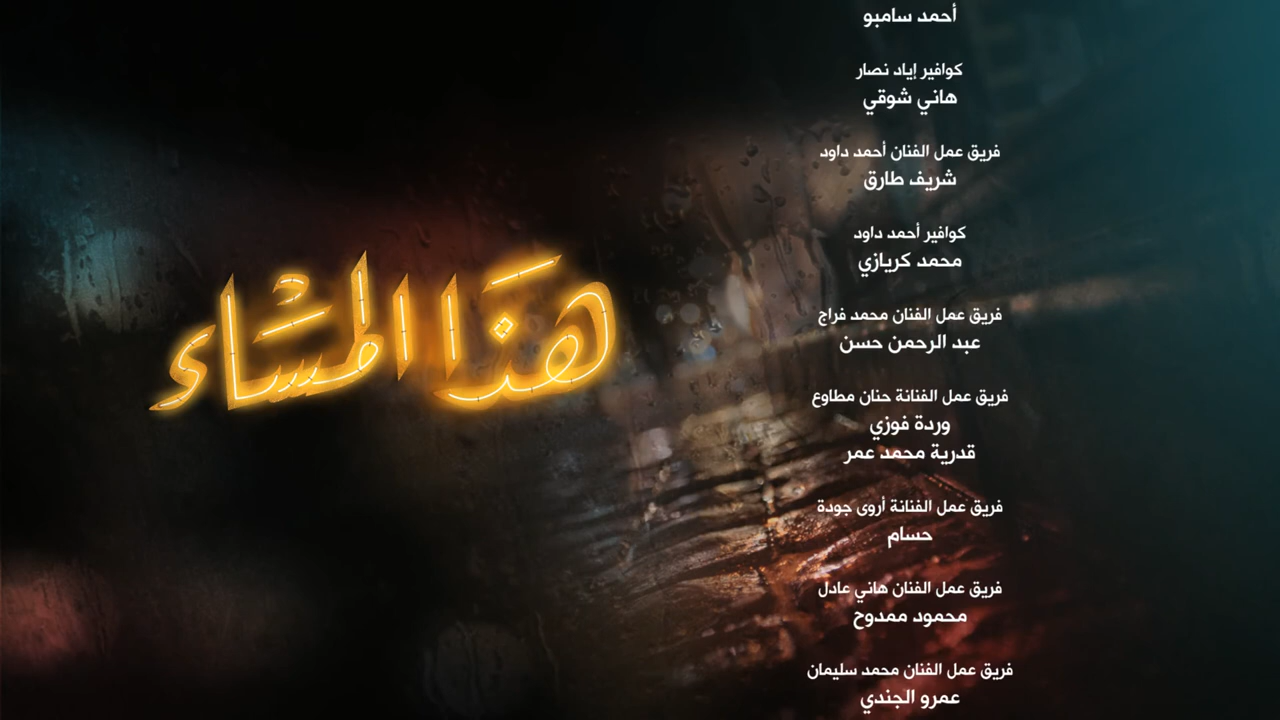 هَذَا المسْاء
أحمد سامبو
كوافير إياد نصار
هاني شوقي
فريق عمل الفنان أحمد داود
شريف طارق
كوافير أحمد داود
محمد كريازي
فريق عمل الفنان محمد فراج
عبد الرحمن حسن
فريق عمل الفنانة حنان مطاوع
وردة فوزي
قدرية محمد عمر
فريق عمل الفنانة أروى جودة
حسام
فريق عمل الفنان هاني عادل
محمود ممدوح
فريق عمل الفنان محمد سليمان
عمرو الجندي